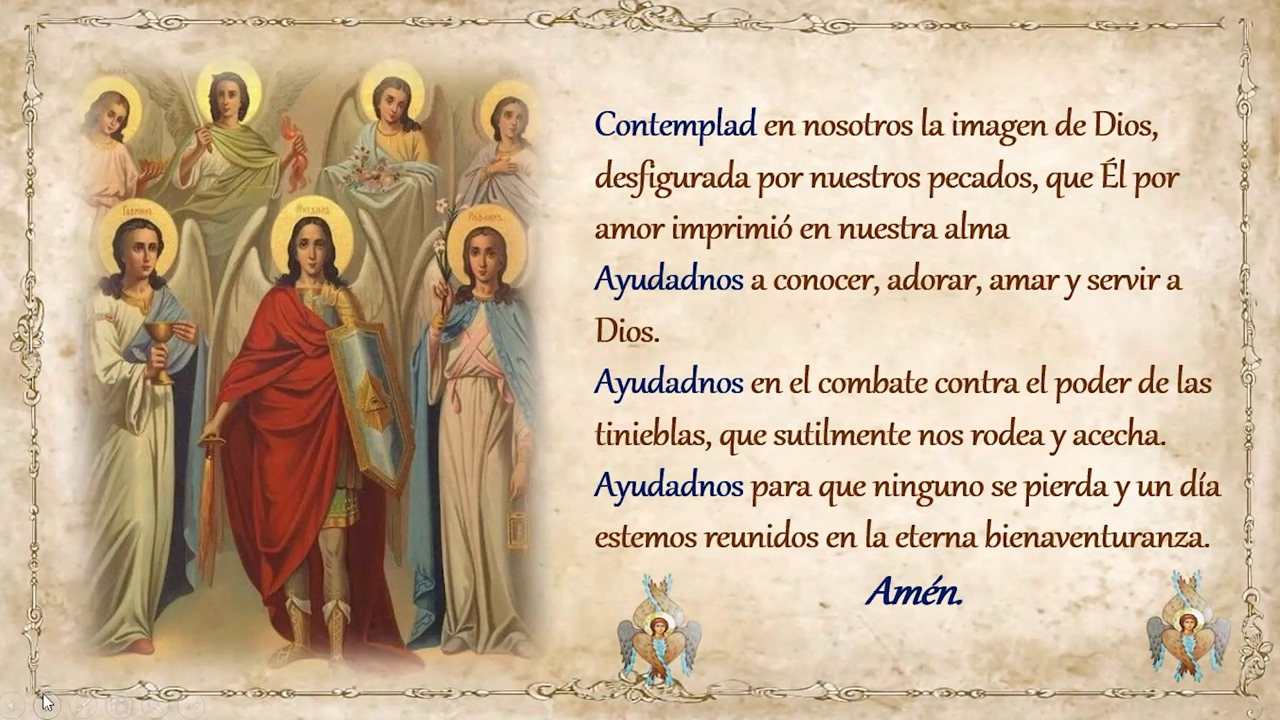 Contemplad en nosotros la imagen de Dios,
desfigurada por nuestros pecados, que Él por
amor imprimió en nuestra alma
Ayudadnos a conocer, adorar, amar y servir a
Dios.
Ayudadnos en el combate contra el poder de las
tinieblas, que sutilmente nos rodea y acecha.
Ayudadnos para que ninguno se pierda y un día
estemos reunidos en la eterna bienaventuranza.
Amén.